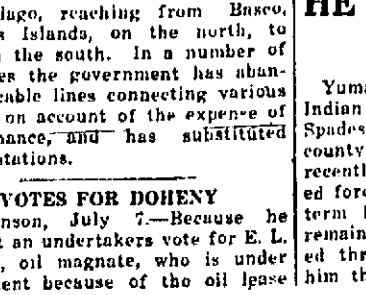 lago, reaching from Basco,
s Islands, on the north, to
the south. In a number of
es the government has aban-
cable lines connecting various
on account of the expense of
nance, and has substituted
tations.
VOTES FOR DOHENY
nson, July 7.—Because he
t an undertakers vote for E. L.
, oil magnate, who is under
ent because of the oil lease
HE
Yuma
Indian
Spades
county
recently
ed fore
term
remain
ed thr
him th